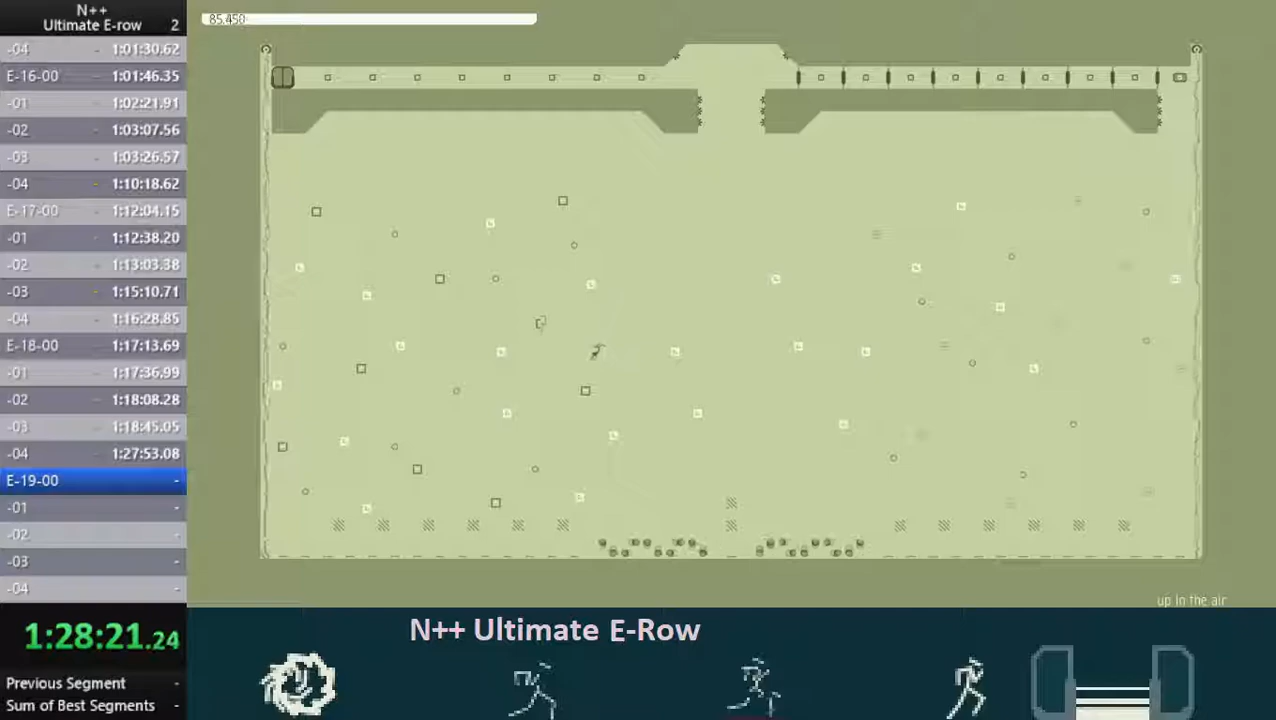 N++
Ultimate E-row 2
-04 - 1:01:30.62
E-16-00 - 1:01:46.35
-01 - 1:02:21.91
-02 - 1:03:07.56
-03 - 1:03:26.57
-04 - 1:10:18.62
E-17-00 - 1:12:04.15
-01 - 1:12:38.20
-02 - 1:13:03.38
-03 - 1:15:10.71
-04 - 1:16:28.85
E-18-00 - 1:17:13.69
-01 - 1:17:36.99
-02 - 1:18:08.28
-03 - 1:18:45.05
-04 - 1:27:53.08
E-19-00 -
-01 -
-02 -
-03 -
-04 -
1:28:21.24
Previous Segment -
Sum of Best Segments -
85.450
up in the air
N++ Ultimate E-Row